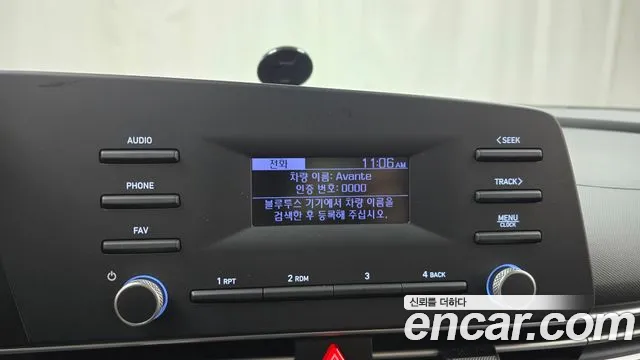 AUDIO
PHONE
FAV
전화 11:06 AM
차량 이름: Avante
인증 번호: 0000
블루투스 기기에서 차량 이름을
검색한 후 등록해 주십시오.
<SEEK
TRACK>
MENU
CLOCK
1 RPT
2 RDM
3
4 BACK
신뢰를 더하다
encar.com